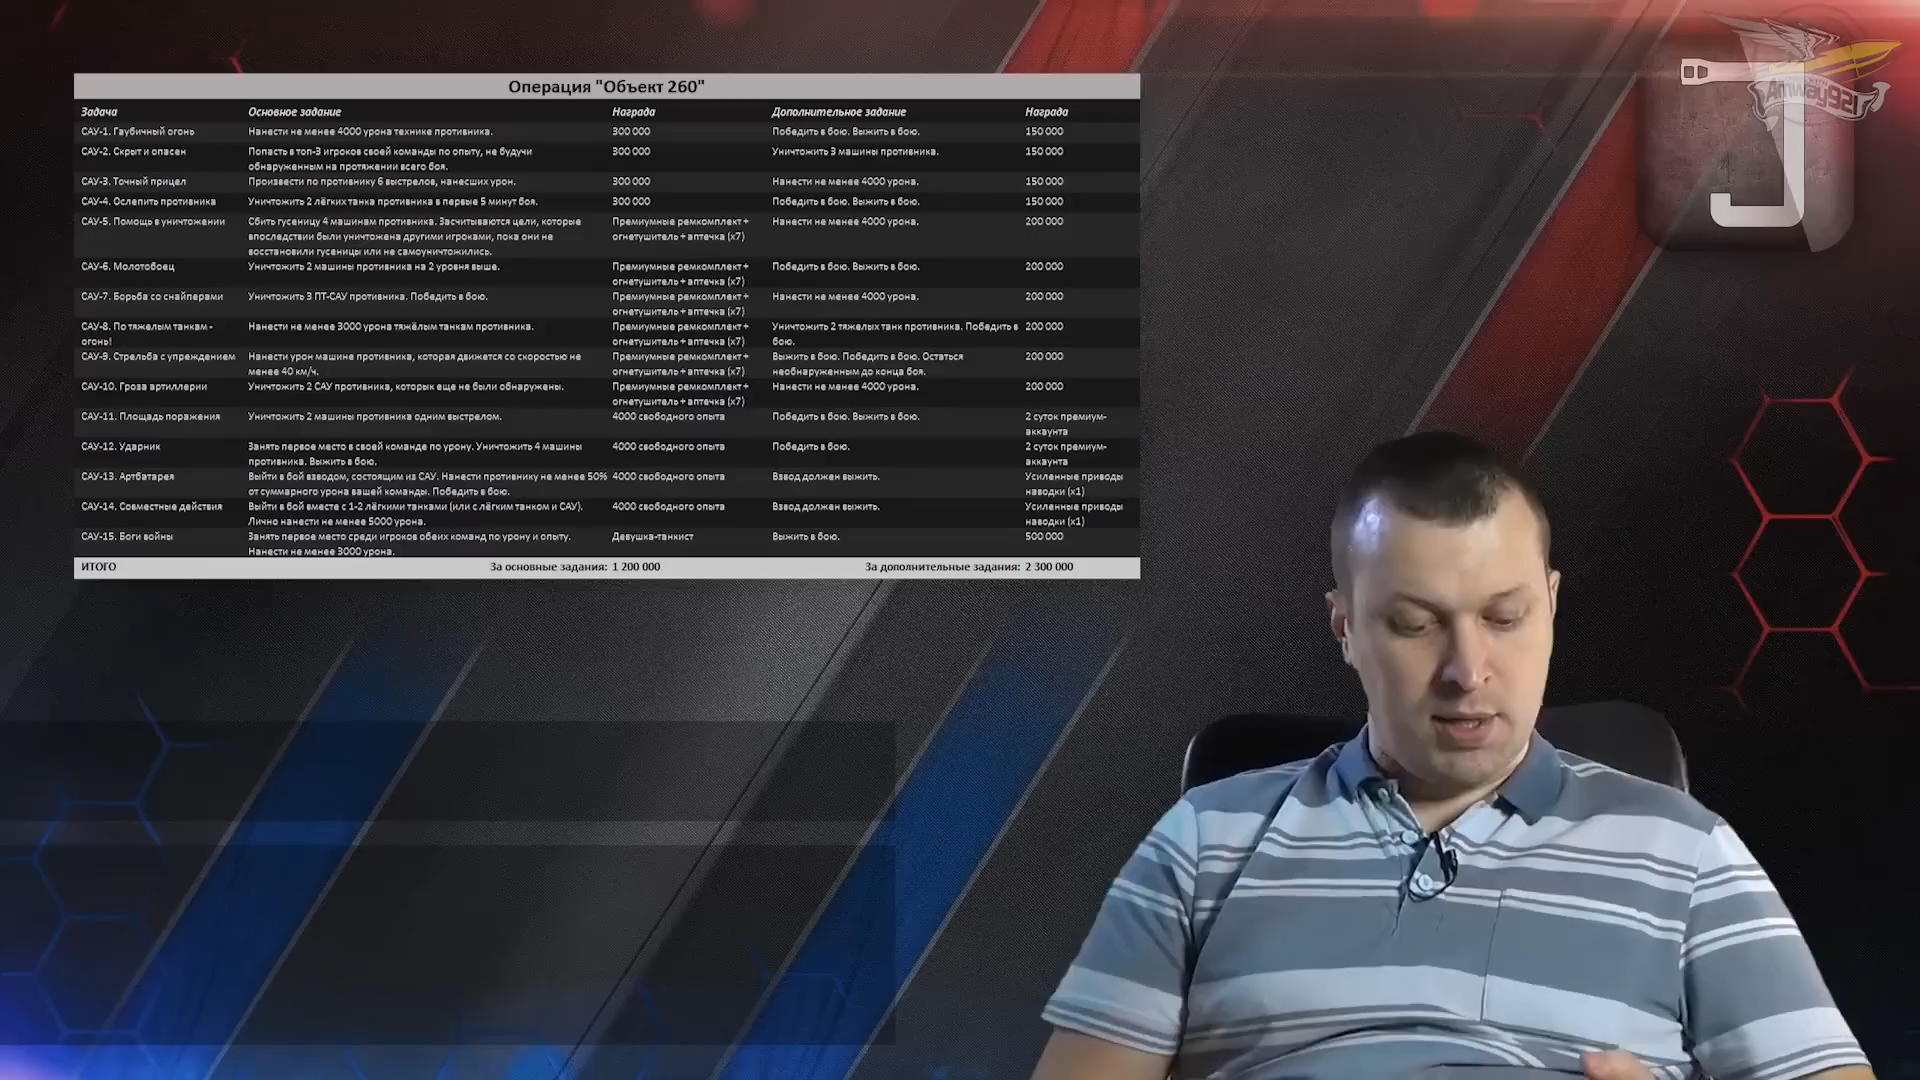 Операция "Объект 260"
Задача Основное задание Награда Дополнительное задание Награда
САУ-1. Гаубичный огонь Нанести не менее 4000 урона технике противника. 300 000 Победить в бою. Выжить в бою. 150 000
САУ-2. Скрыт и опасен Попасть в топ-3 игроков своей команды по опыту, не будучи 300 000 Уничтожить 3 машины противника. 150 000
обнаруженным на протяжении всего боя.
САУ-3. Точный прицел Произвести по противнику 6 выстрелов, нанесших урон. 300 000 Нанести не менее 4000 урона. 150 000
САУ-4. Ослепить противника Уничтожить 2 лёгких танка противника в первые 5 минут боя. 300 000 Победить в бою. Выжить в бою. 150 000
САУ-5. Помощь в уничтожении Сбить гусеницу 4 машинам противника. Засчитываются цели, которые Премиумные ремкомплект + Нанести не менее 4000 урона. 200 000
впоследствии были уничтожена другими игроками, пока они не огнетушитель + аптечка (х7)
восстановили гусеницы или не самоуничтожились.
САУ-6. Молотобоец Уничтожить 2 машины противника на 2 уровня выше. Премиумные ремкомплект + Победить в бою. Выжить в бою. 200 000
огнетушитель + аптечка (х7)
САУ-7. Борьба со снайперами Уничтожить 3 ПТ-САУ противника. Победить в бою. Премиумные ремкомплект + Нанести не менее 4000 урона. 200 000
огнетушитель + аптечка (х7)
САУ-8. По тяжелым танкам - Нанести не менее 3000 урона тяжёлым танкам противника. Премиумные ремкомплект + Уничтожить 2 тяжелых танк противника. Победить в 200 000
огонь! огнетушитель + аптечка (х7) бою.
САУ-9. Стрельба с упреждением Нанести урон машине противника, которая движется со скоростью не Премиумные ремкомплект + Выжить в бою. Победить в бою. Остаться 200 000
менее 40 км/ч. огнетушитель + аптечка (х7) необнаруженным до конца боя.
САУ-10. Гроза артиллерии Уничтожить 2 САУ противника, которык еще не были обнаружены. Премиумные ремкомплект + Нанести не менее 4000 урона. 200 000
огнетушитель + аптечка (х7)
САУ-11. Площадь поражения Уничтожить 2 машины противника одним выстрелом. 4000 свободного опыта Победить в бою. Выжить в бою. 2 суток премиум-
аккаунта
САУ-12. Ударник Занять первое место в своей команде по урону. Уничтожить 4 машины 4000 свободного опыта Победить в бою. 2 суток премиум-
противника. Выжить в бою. аккаунта
САУ-13. Артбатарея Выйти в бой взводом, состоящим из САУ. Нанести противнику не менее 50% 4000 свободного опыта Взвод должен выжить. Усиленные приводы
от суммарного урона вашей команды. Победить в бою. наводки (х1)
САУ-14. Совместные действия Выйти в бой вместе с 1-2 лёгкими танками (или с лёгким танком и САУ). 4000 свободного опыта Взвод должен выжить. Усиленные приводы
Лично нанести не менее 5000 урона. наводки (х1)
САУ-15. Боги войны Занять первое место среди игроков обеих команд по урону и опыту. Девушка-танкист Выжить в бою. 500 000
Нанести не менее 3000 урона.
ИТОГО За основные задания: 1 200 000 За дополнительные задания: 2 300 000
Amway921